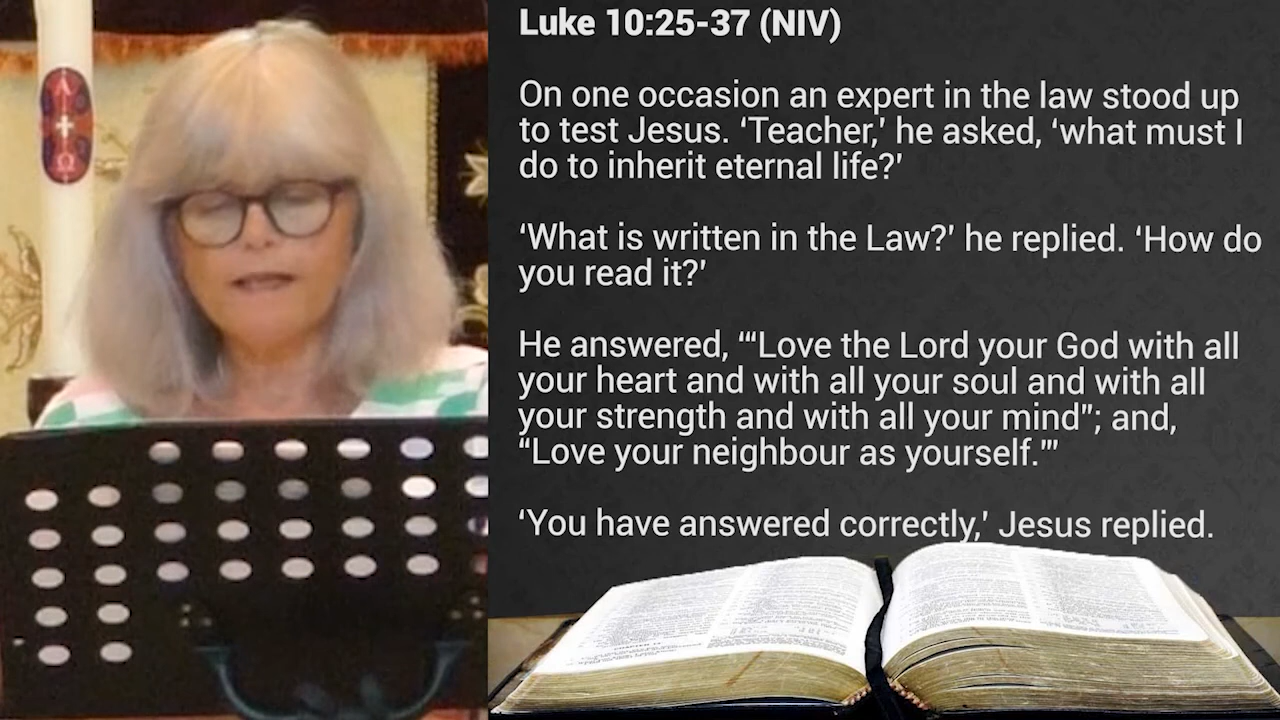 Α
Ω
Luke 10:25-37 (NIV)
On one occasion an expert in the law stood up
to test Jesus. ‘Teacher,’ he asked, ‘what must I
do to inherit eternal life?’
‘What is written in the Law?’ he replied. ‘How do
you read it?’
He answered, ‘“Love the Lord your God with all
your heart and with all your soul and with all
your strength and with all your mind”; and,
“Love your neighbour as yourself.”’
‘You have answered correctly,’ Jesus replied.